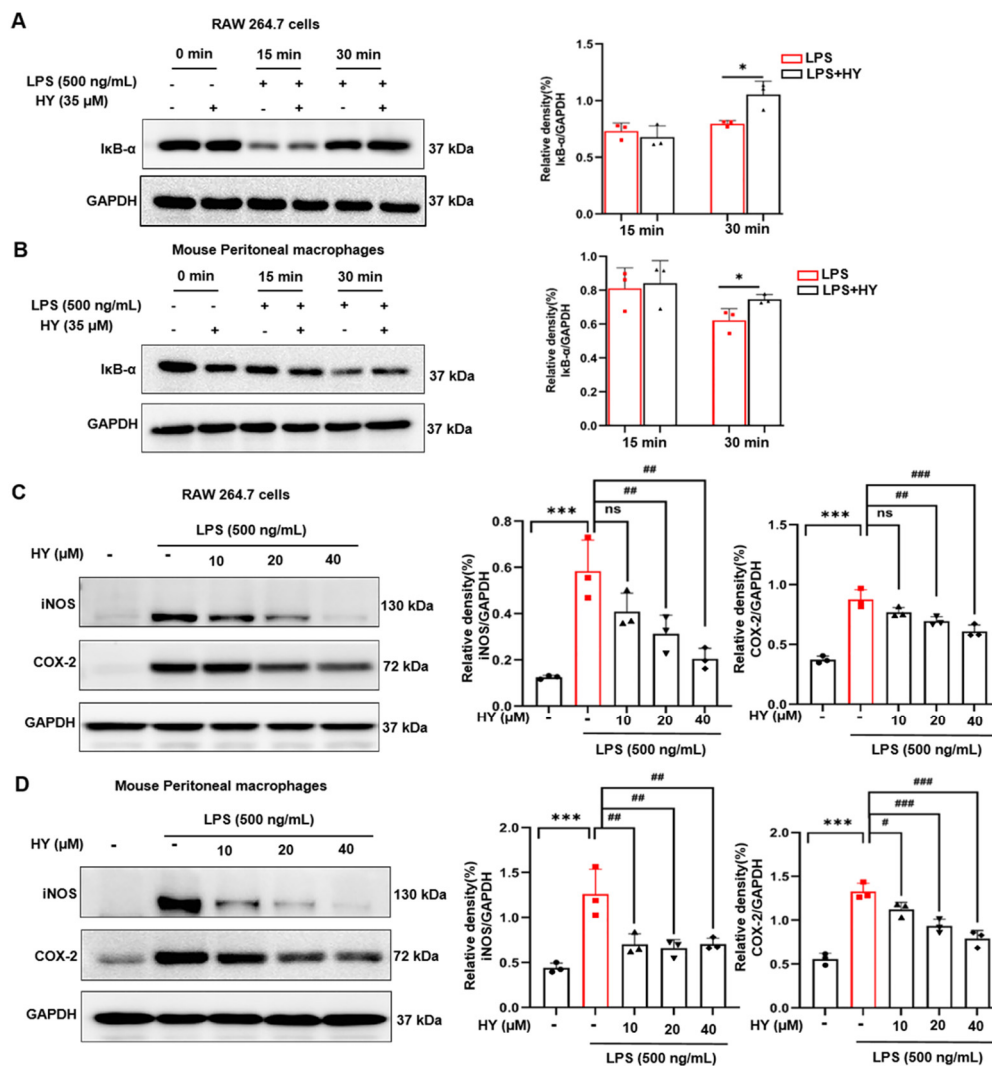 A
RAW 264.7 cells
0 min 15 min 30 min
LPS (500 ng/mL) - - + + + +
HY (35 µM) - + - + - +
IκB-α 37 kDa
GAPDH 37 kDa
Relative density(%)
IκB-α/GAPDH
1.5
1.0
0.5
0.0
*
15 min 30 min
LPS
LPS+HY
B
Mouse Peritoneal macrophages
0 min 15 min 30 min
LPS (500 ng/mL) - - + + + +
HY (35 µM) - + - + - +
IκB-α 37 kDa
GAPDH 37 kDa
Relative density(%)
IκB-α/GAPDH
1.0
0.8
0.6
0.4
0.2
0.0
*
15 min 30 min
LPS
LPS+HY
C
RAW 264.7 cells
LPS (500 ng/mL)
HY (µM) - - 10 20 40
iNOS 130 kDa
COX-2 72 kDa
GAPDH 37 kDa
Relative density(%)
iNOS/GAPDH
0.8
0.6
0.4
0.2
0.0
##
##
*** ns
HY (µM) - - 10 20 40
LPS (500 ng/mL)
Relative density(%)
COX-2/GAPDH
1.5
1.0
0.5
0.0
###
##
*** ns
HY (µM) - - 10 20 40
LPS (500 ng/mL)
D
Mouse Peritoneal macrophages
LPS (500 ng/mL)
HY (µM) - - 10 20 40
iNOS 130 kDa
COX-2 72 kDa
GAPDH 37 kDa
Relative density(%)
iNOS/GAPDH
2.0
1.5
1.0
0.5
0.0
##
##
*** ##
HY (µM) - - 10 20 40
LPS (500 ng/mL)
Relative density(%)
COX-2/GAPDH
2.0
1.5
1.0
0.5
0.0
###
###
*** #
HY (µM) - - 10 20 40
LPS (500 ng/mL)